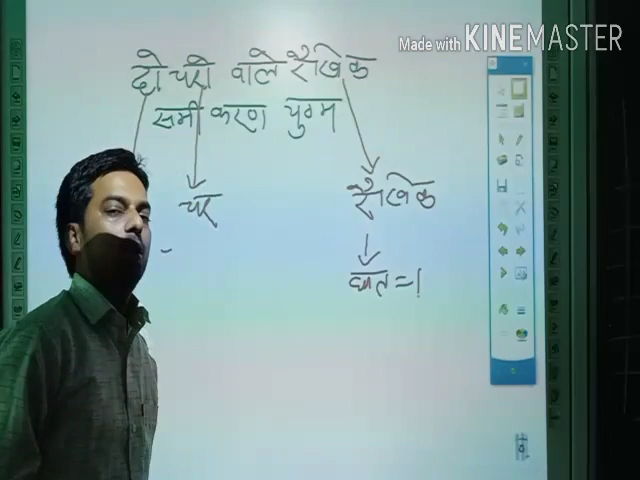 Made with KINEMASTER
दो चरो वाले रैखिक
समीकरण युग्म
चर
रैखिक
घात = 1